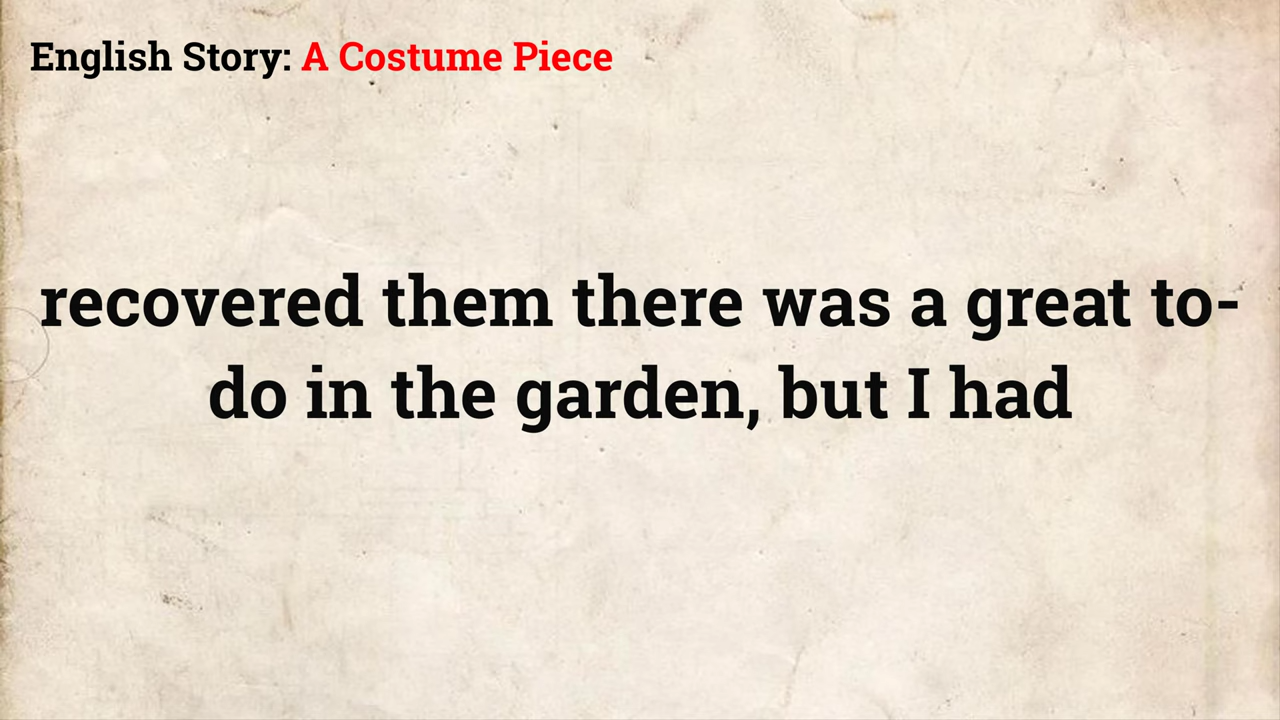 English Story: A Costume Piece
recovered them there was a great to-
do in the garden, but I had